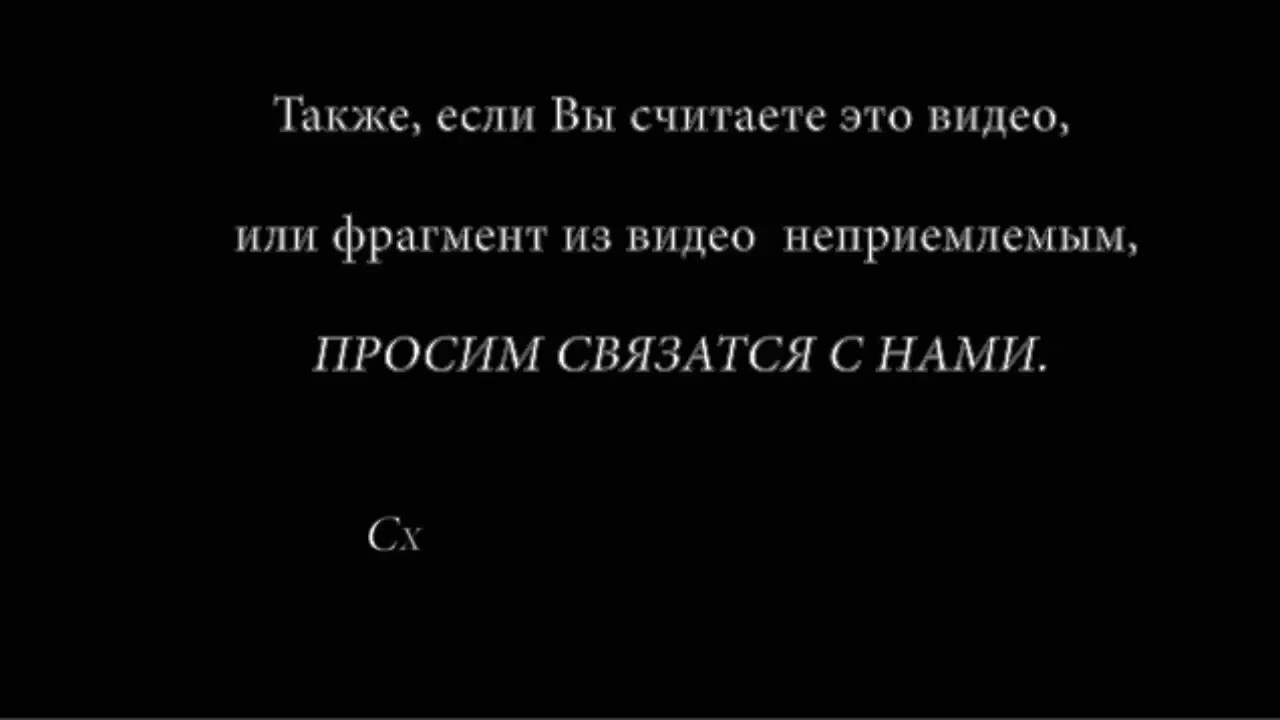 Также, если Вы считаете это видео,
или фрагмент из видео неприемлемым,
ПРОСИМ СВЯЗАТСЯ С НАМИ.
Сх